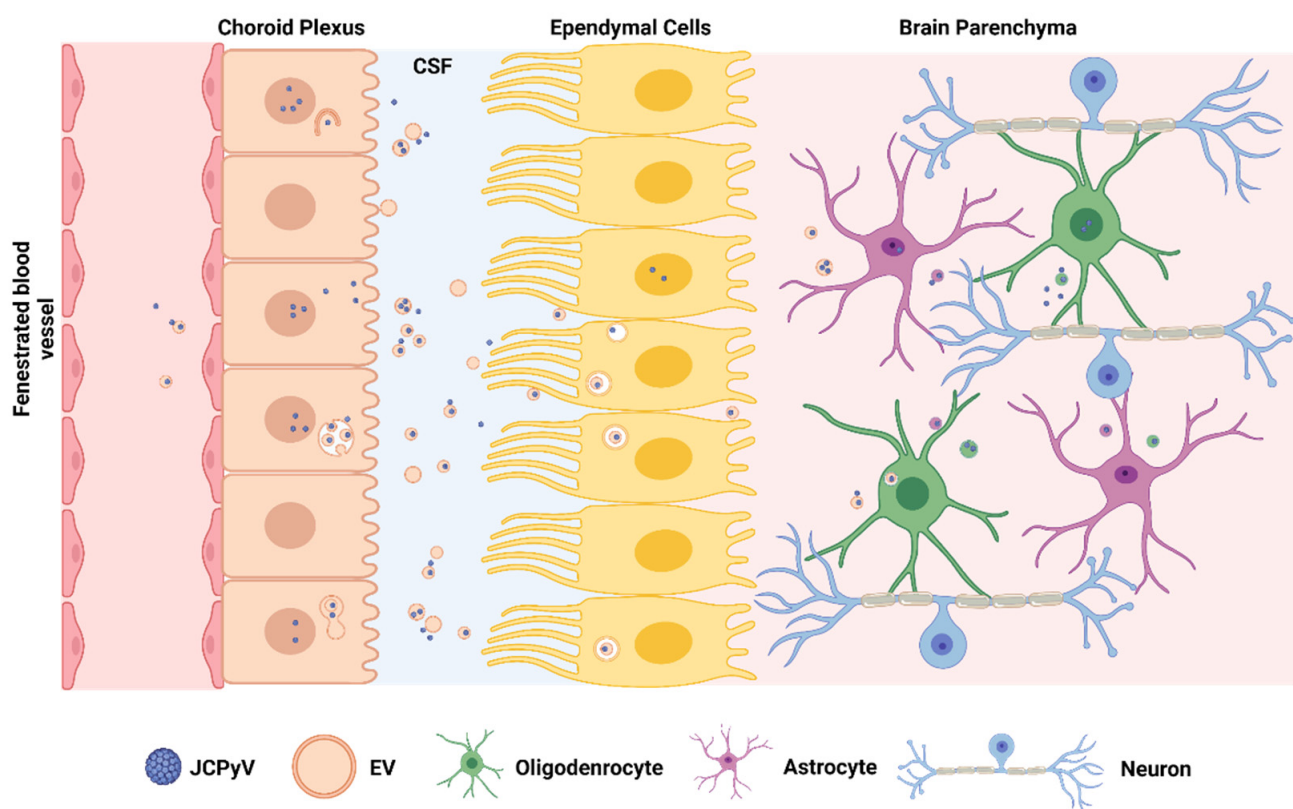 Choroid Plexus
Ependymal Cells
Brain Parenchyma
CSF
Fenestrated blood
vessel
JCPyV
EV
Oligodenrocyte
Astrocyte
Neuron